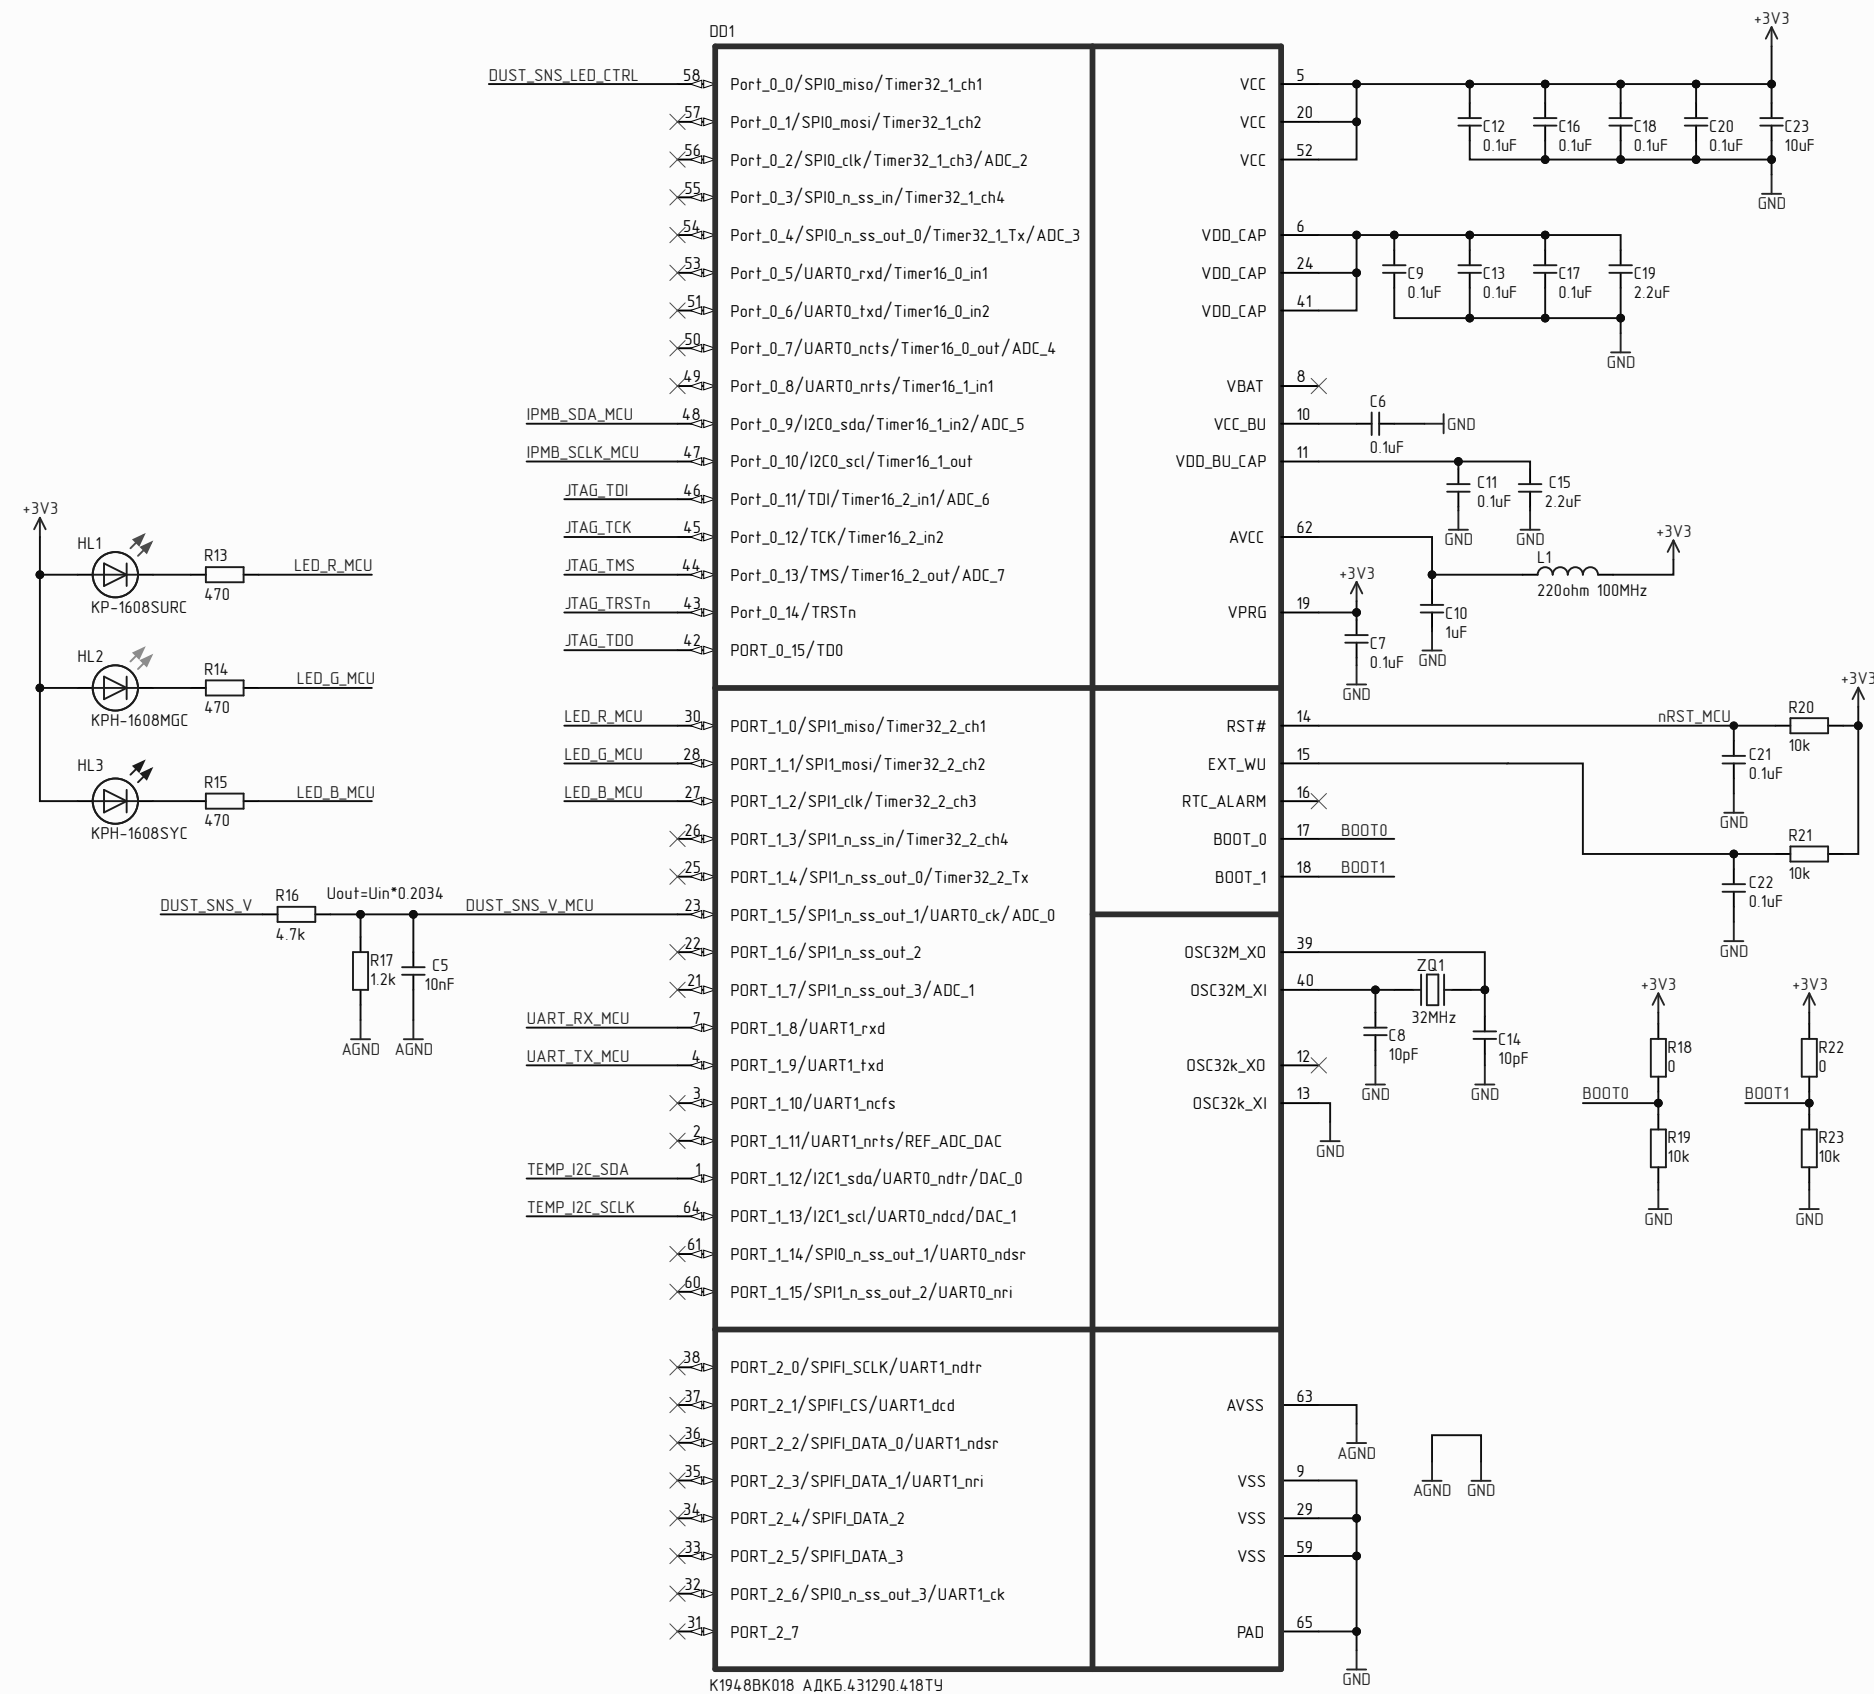 DD1
DUST_SNS_LED_CTRL 58 Port_0_0/SPI0_miso/Timer32_1_ch1
57 Port_0_1/SPI0_mosi/Timer32_1_ch2
56 Port_0_2/SPI0_clk/Timer32_1_ch3/ADC_2
55 Port_0_3/SPI0_n_ss_in/Timer32_1_ch4
54 Port_0_4/SPI0_n_ss_out_0/Timer32_1_Tx/ADC_3
53 Port_0_5/UART0_rxd/Timer16_0_in1
51 Port_0_6/UART0_txd/Timer16_0_in2
50 Port_0_7/UART0_ncts/Timer16_0_out/ADC_4
49 Port_0_8/UART0_nrts/Timer16_1_in1
IPMB_SDA_MCU 48 Port_0_9/I2C0_sda/Timer16_1_in2/ADC_5
IPMB_SCLK_MCU 47 Port_0_10/I2C0_scl/Timer16_1_out
JTAG_TDI 46 Port_0_11/TDI/Timer16_2_in1/ADC_6
JTAG_TCK 45 Port_0_12/TCK/Timer16_2_in2
JTAG_TMS 44 Port_0_13/TMS/Timer16_2_out/ADC_7
JTAG_TRSTn 43 Port_0_14/TRSTn
JTAG_TDO 42 PORT_0_15/TDO
LED_R_MCU 30 PORT_1_0/SPI1_miso/Timer32_2_ch1
LED_G_MCU 28 PORT_1_1/SPI1_mosi/Timer32_2_ch2
LED_B_MCU 27 PORT_1_2/SPI1_clk/Timer32_2_ch3
26 PORT_1_3/SPI1_n_ss_in/Timer32_2_ch4
25 PORT_1_4/SPI1_n_ss_out_0/Timer32_2_Tx
DUST_SNS_V_MCU 23 PORT_1_5/SPI1_n_ss_out_1/UART0_ck/ADC_0
22 PORT_1_6/SPI1_n_ss_out_2
21 PORT_1_7/SPI1_n_ss_out_3/ADC_1
UART_RX_MCU 7 PORT_1_8/UART1_rxd
UART_TX_MCU 4 PORT_1_9/UART1_txd
3 PORT_1_10/UART1_ncfs
2 PORT_1_11/UART1_nrts/REF_ADC_DAC
TEMP_I2C_SDA 1 PORT_1_12/I2C1_sda/UART0_ndtr/DAC_0
TEMP_I2C_SCLK 64 PORT_1_13/I2C1_scl/UART0_ndcd/DAC_1
61 PORT_1_14/SPI0_n_ss_out_1/UART0_ndsr
60 PORT_1_15/SPI1_n_ss_out_2/UART0_nri
38 PORT_2_0/SPIFI_SCLK/UART1_ndtr
37 PORT_2_1/SPIFI_CS/UART1_dcd
36 PORT_2_2/SPIFI_DATA_0/UART1_ndsr
35 PORT_2_3/SPIFI_DATA_1/UART1_nri
34 PORT_2_4/SPIFI_DATA_2
33 PORT_2_5/SPIFI_DATA_3
32 PORT_2_6/SPI0_n_ss_out_3/UART1_ck
31 PORT_2_7
K1948BK018 АДКБ.431290.418ТУ
+3V3
HL1
KP-1608SURC
R13
470
LED_R_MCU
HL2
KPH-1608MGC
R14
470
LED_G_MCU
HL3
KPH-1608SYC
R15
470
LED_B_MCU
DUST_SNS_V
R16
4.7k
Uout=Uin*0.2034
R17
1.2k
C5
10nF
AGND AGND
VCC 5
VCC 20
VCC 52
+3V3
C12
0.1uF
C16
0.1uF
C18
0.1uF
C20
0.1uF
C23
10uF
GND
VDD_CAP 6
VDD_CAP 24
VDD_CAP 41
C9
0.1uF
C13
0.1uF
C17
0.1uF
C19
2.2uF
GND
VBAT 8
VCC_BU 10
C6
0.1uF
GND
VDD_BU_CAP 11
C11
0.1uF
C15
2.2uF
GND GND
AVCC 62
L1
220ohm 100MHz
+3V3
C10
1uF
GND
VPRG 19
+3V3
C7
0.1uF
GND
RST# 14
nRST_MCU
R20
10k
+3V3
C21
0.1uF
GND
EXT_WU 15
R21
10k
C22
0.1uF
GND
RTC_ALARM 16
BOOT_0 17 BOOT0
BOOT_1 18 BOOT1
OSC32M_XO 39
OSC32M_XI 40
ZQ1
32MHz
C8
10pF
C14
10pF
GND GND
OSC32k_XO 12
OSC32k_XI 13
GND
+3V3
R18
0
BOOT0
R19
10k
GND
+3V3
R22
0
BOOT1
R23
10k
GND
AVSS 63
AGND
VSS 9
VSS 29
VSS 59
PAD 65
GND
AGND GND